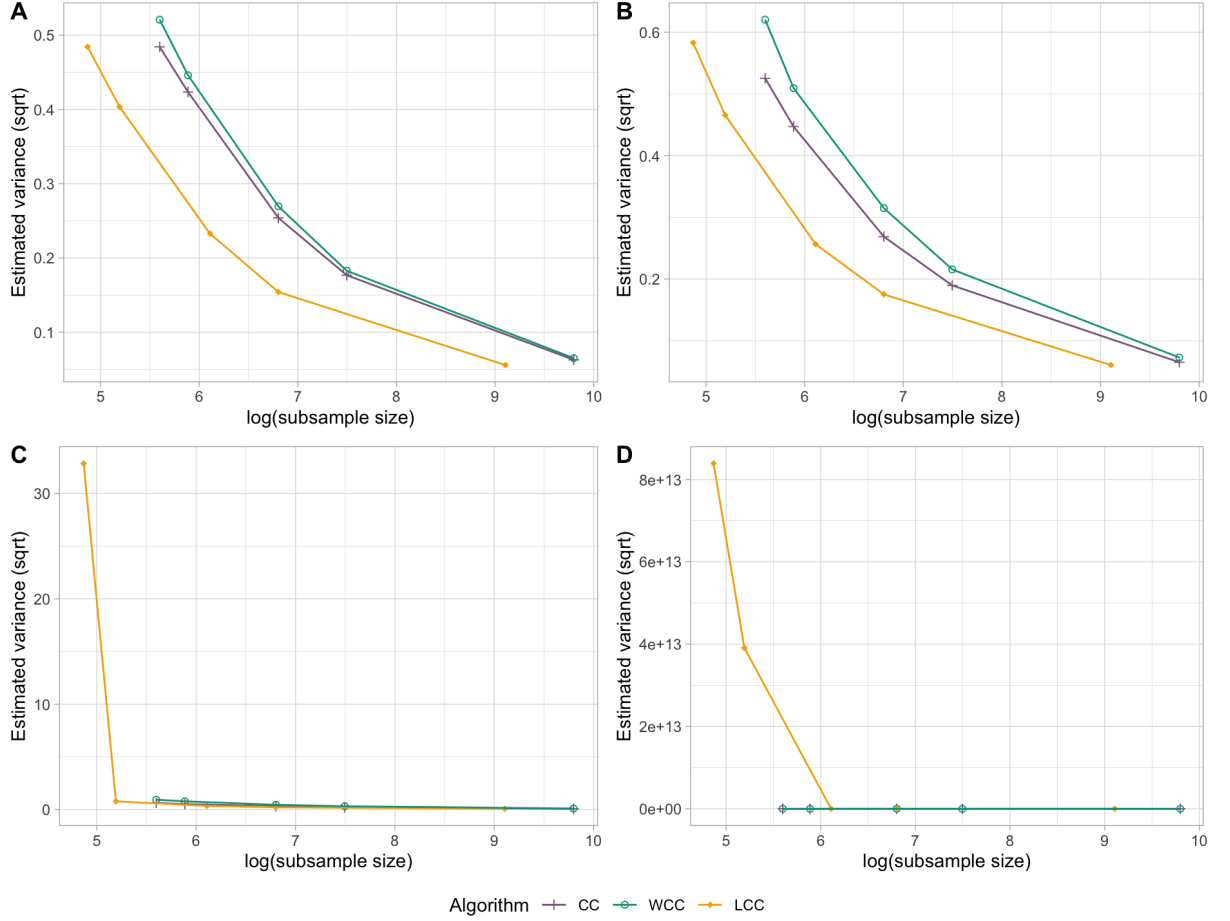 A
Estimated variance (sqrt)
0.5
0.4
0.3
0.2
0.1
5 6 7 8 9 10
log(subsample size)
B
Estimated variance (sqrt)
0.6
0.4
0.2
5 6 7 8 9 10
log(subsample size)
C
Estimated variance (sqrt)
30
20
10
0
5 6 7 8 9 10
log(subsample size)
D
Estimated variance (sqrt)
8e+13
6e+13
4e+13
2e+13
0e+00
5 6 7 8 9 10
log(subsample size)
Algorithm CC WCC LCC